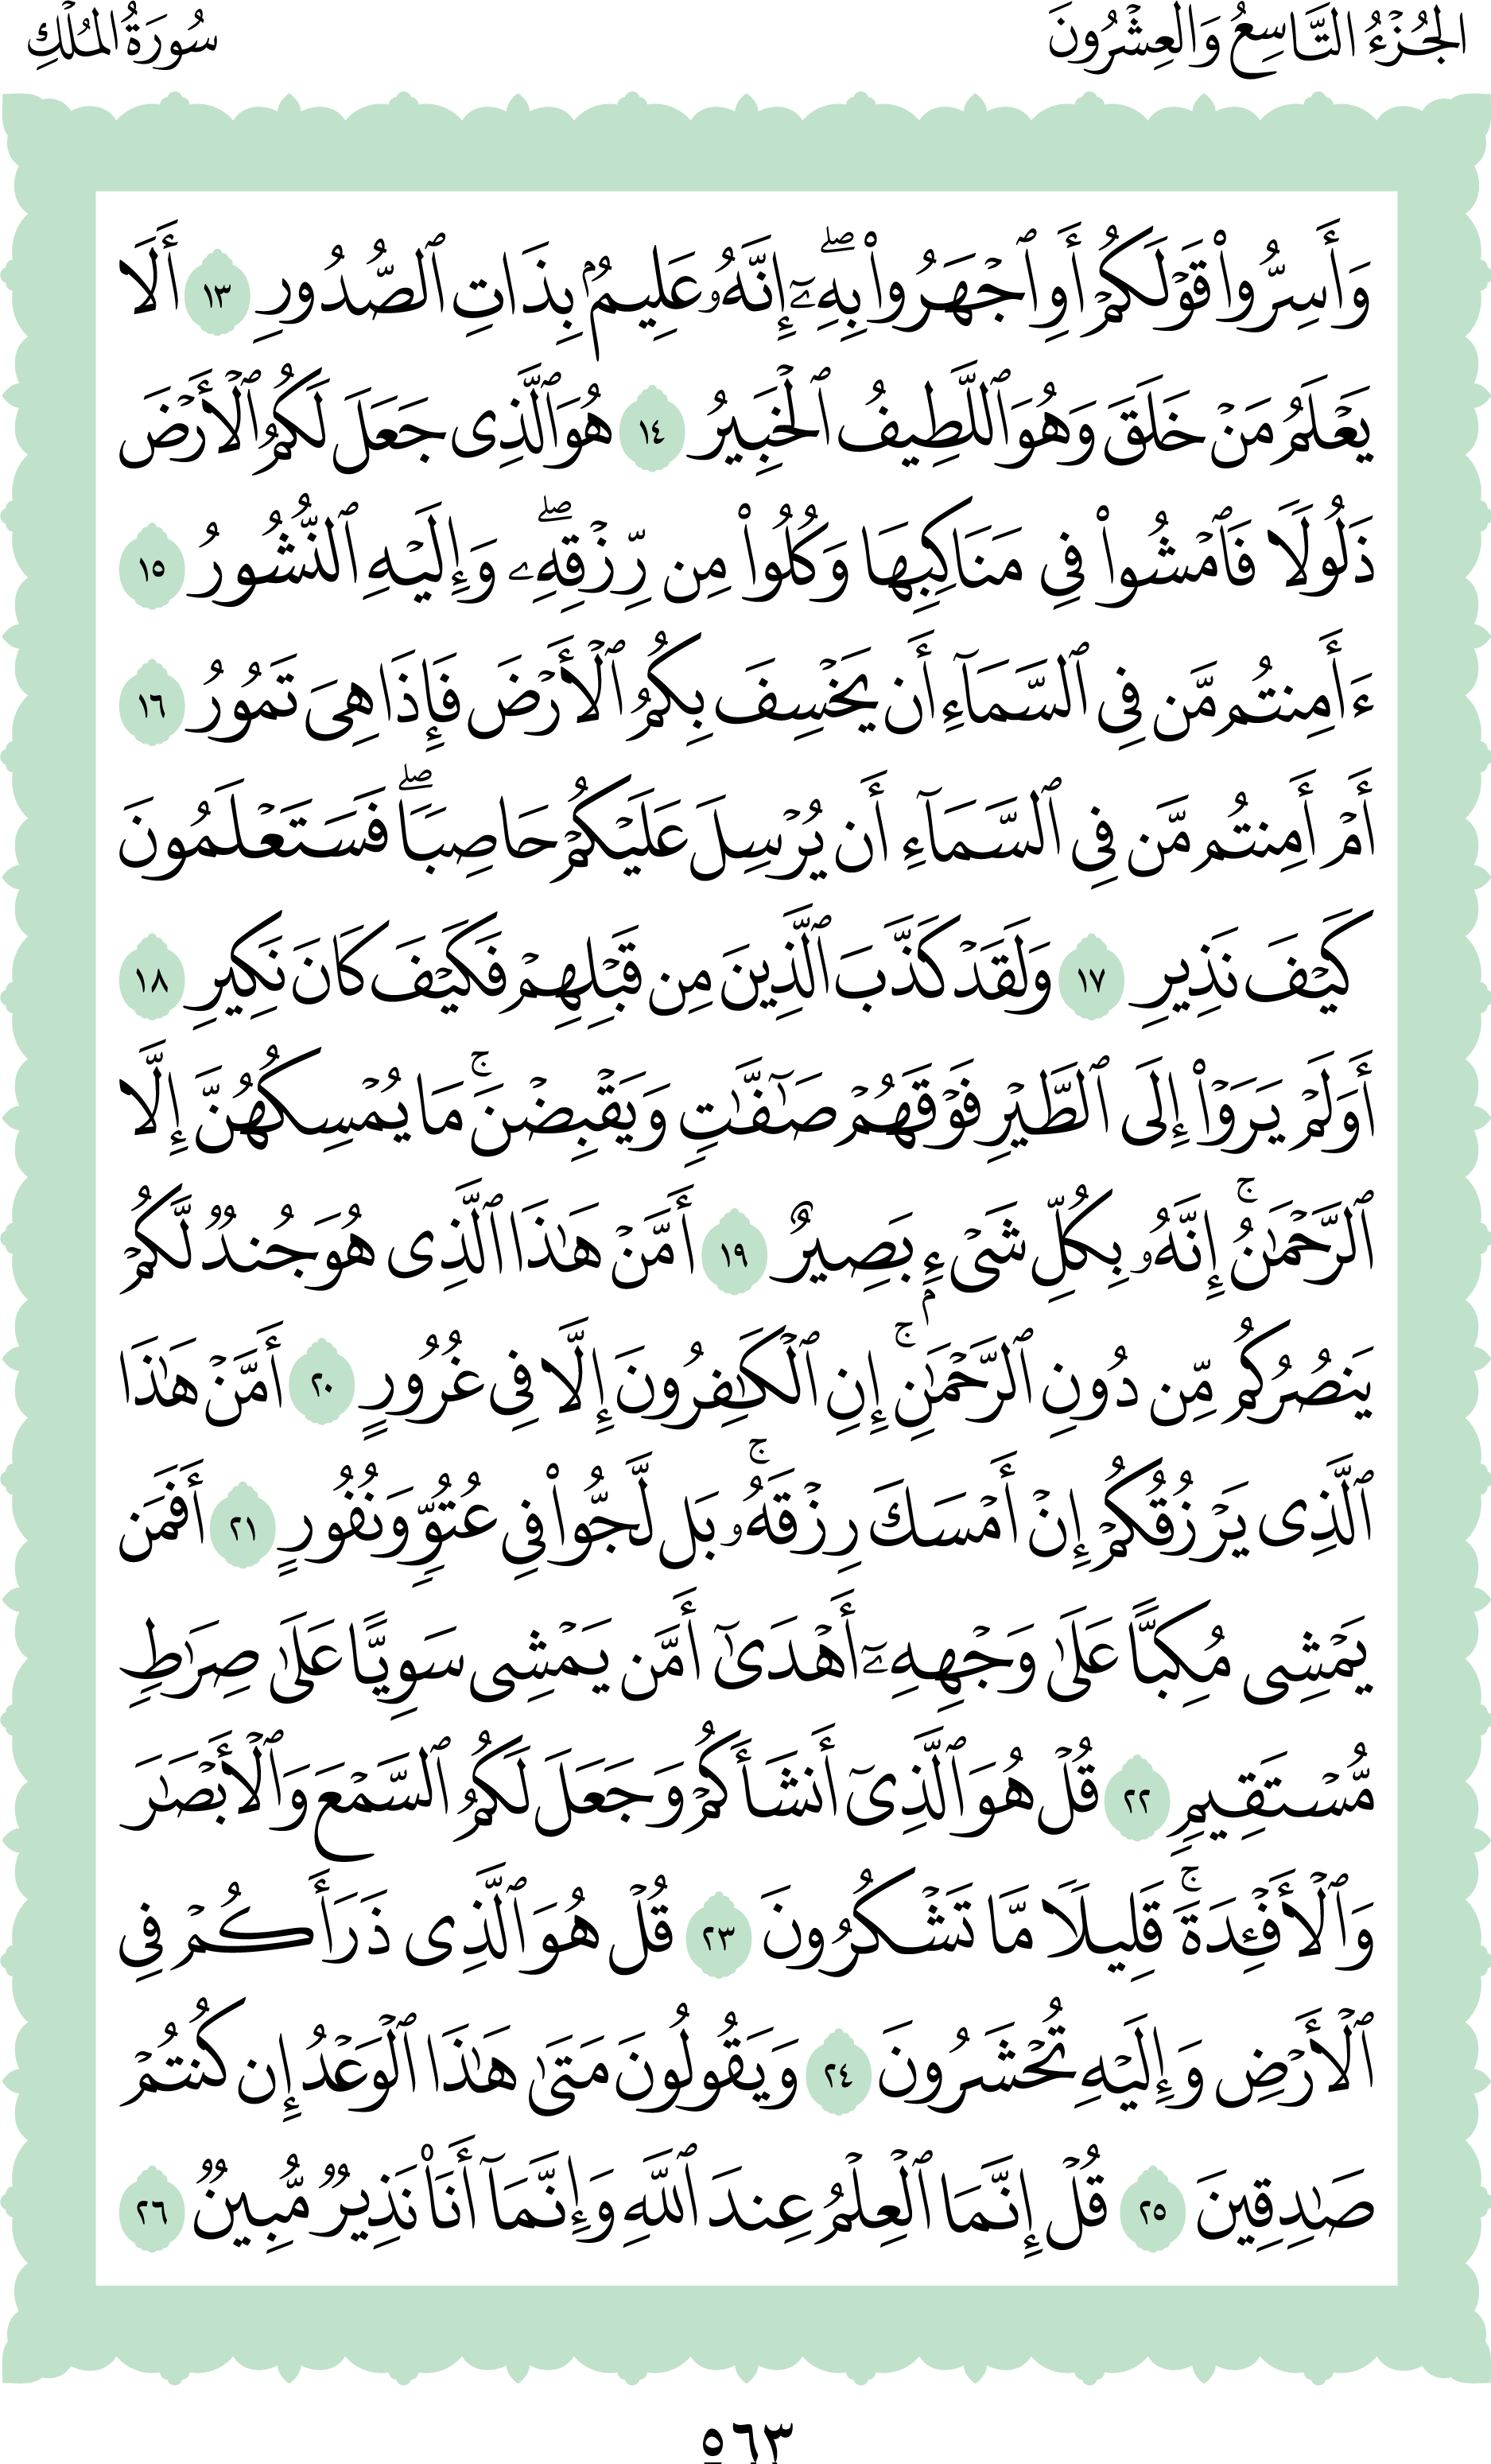 الجُزْءُ التَّاسِعُ وَالعِشْرُونَ
سُورَةُ المُلْكِ
وَأَسِرُّوا۟ قَوْلَكُمْ أَوِ ٱجْهَرُوا۟ بِهِۦٓ ۖ إِنَّهُۥ عَلِيمٌۢ بِذَاتِ ٱلصُّدُورِ ١٣ أَلَا
يَعْلَمُ مَنْ خَلَقَ وَهُوَ ٱللَّطِيفُ ٱلْخَبِيرُ ١٤ هُوَ ٱلَّذِى جَعَلَ لَكُمُ ٱلْأَرْضَ
ذَلُولًا فَٱمْشُوا۟ فِى مَنَاكِبِهَا وَكُلُوا۟ مِن رِّزْقِهِۦ ۖ وَإِلَيْهِ ٱلنُّشُورُ ١٥
ءَأَمِنتُم مَّن فِى ٱلسَّمَآءِ أَن يَخْسِفَ بِكُمُ ٱلْأَرْضَ فَإِذَا هِىَ تَمُورُ ١٦
أَمْ أَمِنتُم مَّن فِى ٱلسَّمَآءِ أَن يُرْسِلَ عَلَيْكُمْ حَاصِبًا ۖ فَسَتَعْلَمُونَ
كَيْفَ نَذِيرِ ١٧ وَلَقَدْ كَذَّبَ ٱلَّذِينَ مِن قَبْلِهِمْ فَكَيْفَ كَانَ نَكِيرِ ١٨
أَوَلَمْ يَرَوْا۟ إِلَى ٱلطَّيْرِ فَوْقَهُمْ صَـٰٓفَّـٰتٍ وَيَقْبِضْنَ ۚ مَا يُمْسِكُهُنَّ إِلَّا
ٱلرَّحْمَـٰنُ ۚ إِنَّهُۥ بِكُلِّ شَىْءٍۭ بَصِيرٌ ١٩ أَمَّنْ هَـٰذَا ٱلَّذِى هُوَ جُندٌ لَّكُمْ
يَنصُرُكُم مِّن دُونِ ٱلرَّحْمَـٰنِ ۚ إِنِ ٱلْكَـٰفِرُونَ إِلَّا فِى غُرُورٍ ٢٠ أَمَّنْ هَـٰذَا
ٱلَّذِى يَرْزُقُكُمْ إِنْ أَمْسَكَ رِزْقَهُۥ ۚ بَل لَّجُّوا۟ فِى عُتُوٍّ وَنُفُورٍ ٢١ أَفَمَن
يَمْشِى مُكِبًّا عَلَىٰ وَجْهِهِۦٓ أَهْدَىٰٓ أَمَّن يَمْشِى سَوِيًّا عَلَىٰ صِرَٰطٍ
مُّسْتَقِيمٍ ٢٢ قُلْ هُوَ ٱلَّذِىٓ أَنشَأَكُمْ وَجَعَلَ لَكُمُ ٱلسَّمْعَ وَٱلْأَبْصَـٰرَ
وَٱلْأَفْـِٔدَةَ ۚ قَلِيلًا مَّا تَشْكُرُونَ ٢٣ قُلْ هُوَ ٱلَّذِى ذَرَأَكُمْ فِى
ٱلْأَرْضِ وَإِلَيْهِ تُحْشَرُونَ ٢٤ وَيَقُولُونَ مَتَىٰ هَـٰذَا ٱلْوَعْدُ إِن كُنتُمْ
صَـٰدِقِينَ ٢٥ قُلْ إِنَّمَا ٱلْعِلْمُ عِندَ ٱللَّهِ وَإِنَّمَآ أَنَا۠ نَذِيرٌ مُّبِينٌ ٢٦
٥٦٣